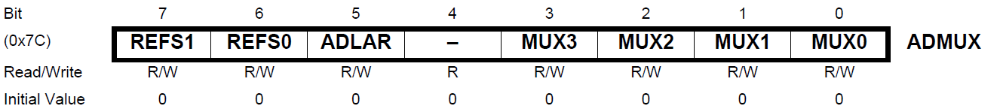 Bit 7 6 5 4 3 2 1 0
(0x7C) REFS1 REFS0 ADLAR – MUX3 MUX2 MUX1 MUX0 ADMUX
Read/Write R/W R/W R/W R R/W R/W R/W R/W
Initial Value 0 0 0 0 0 0 0 0